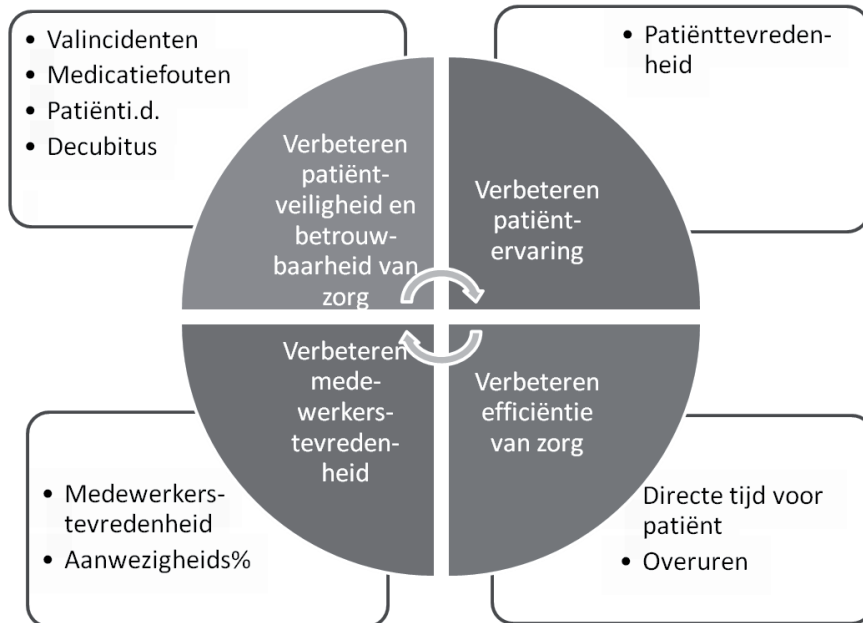 • Valincidenten
• Medicatiefouten
• Patiënti.d.
• Decubitus
• Patiënttevreden-
heid
Verbeteren
patiënt-
veiligheid en
betrouw-
baarheid van
zorg
Verbeteren
patiënt-
ervaring
Verbeteren
mede-
werkers-
tevreden-
heid
Verbeteren
efficiëntie
van zorg
• Medewerkers-
tevredenheid
• Aanwezigheids%
Directe tijd voor
patiënt
• Overuren